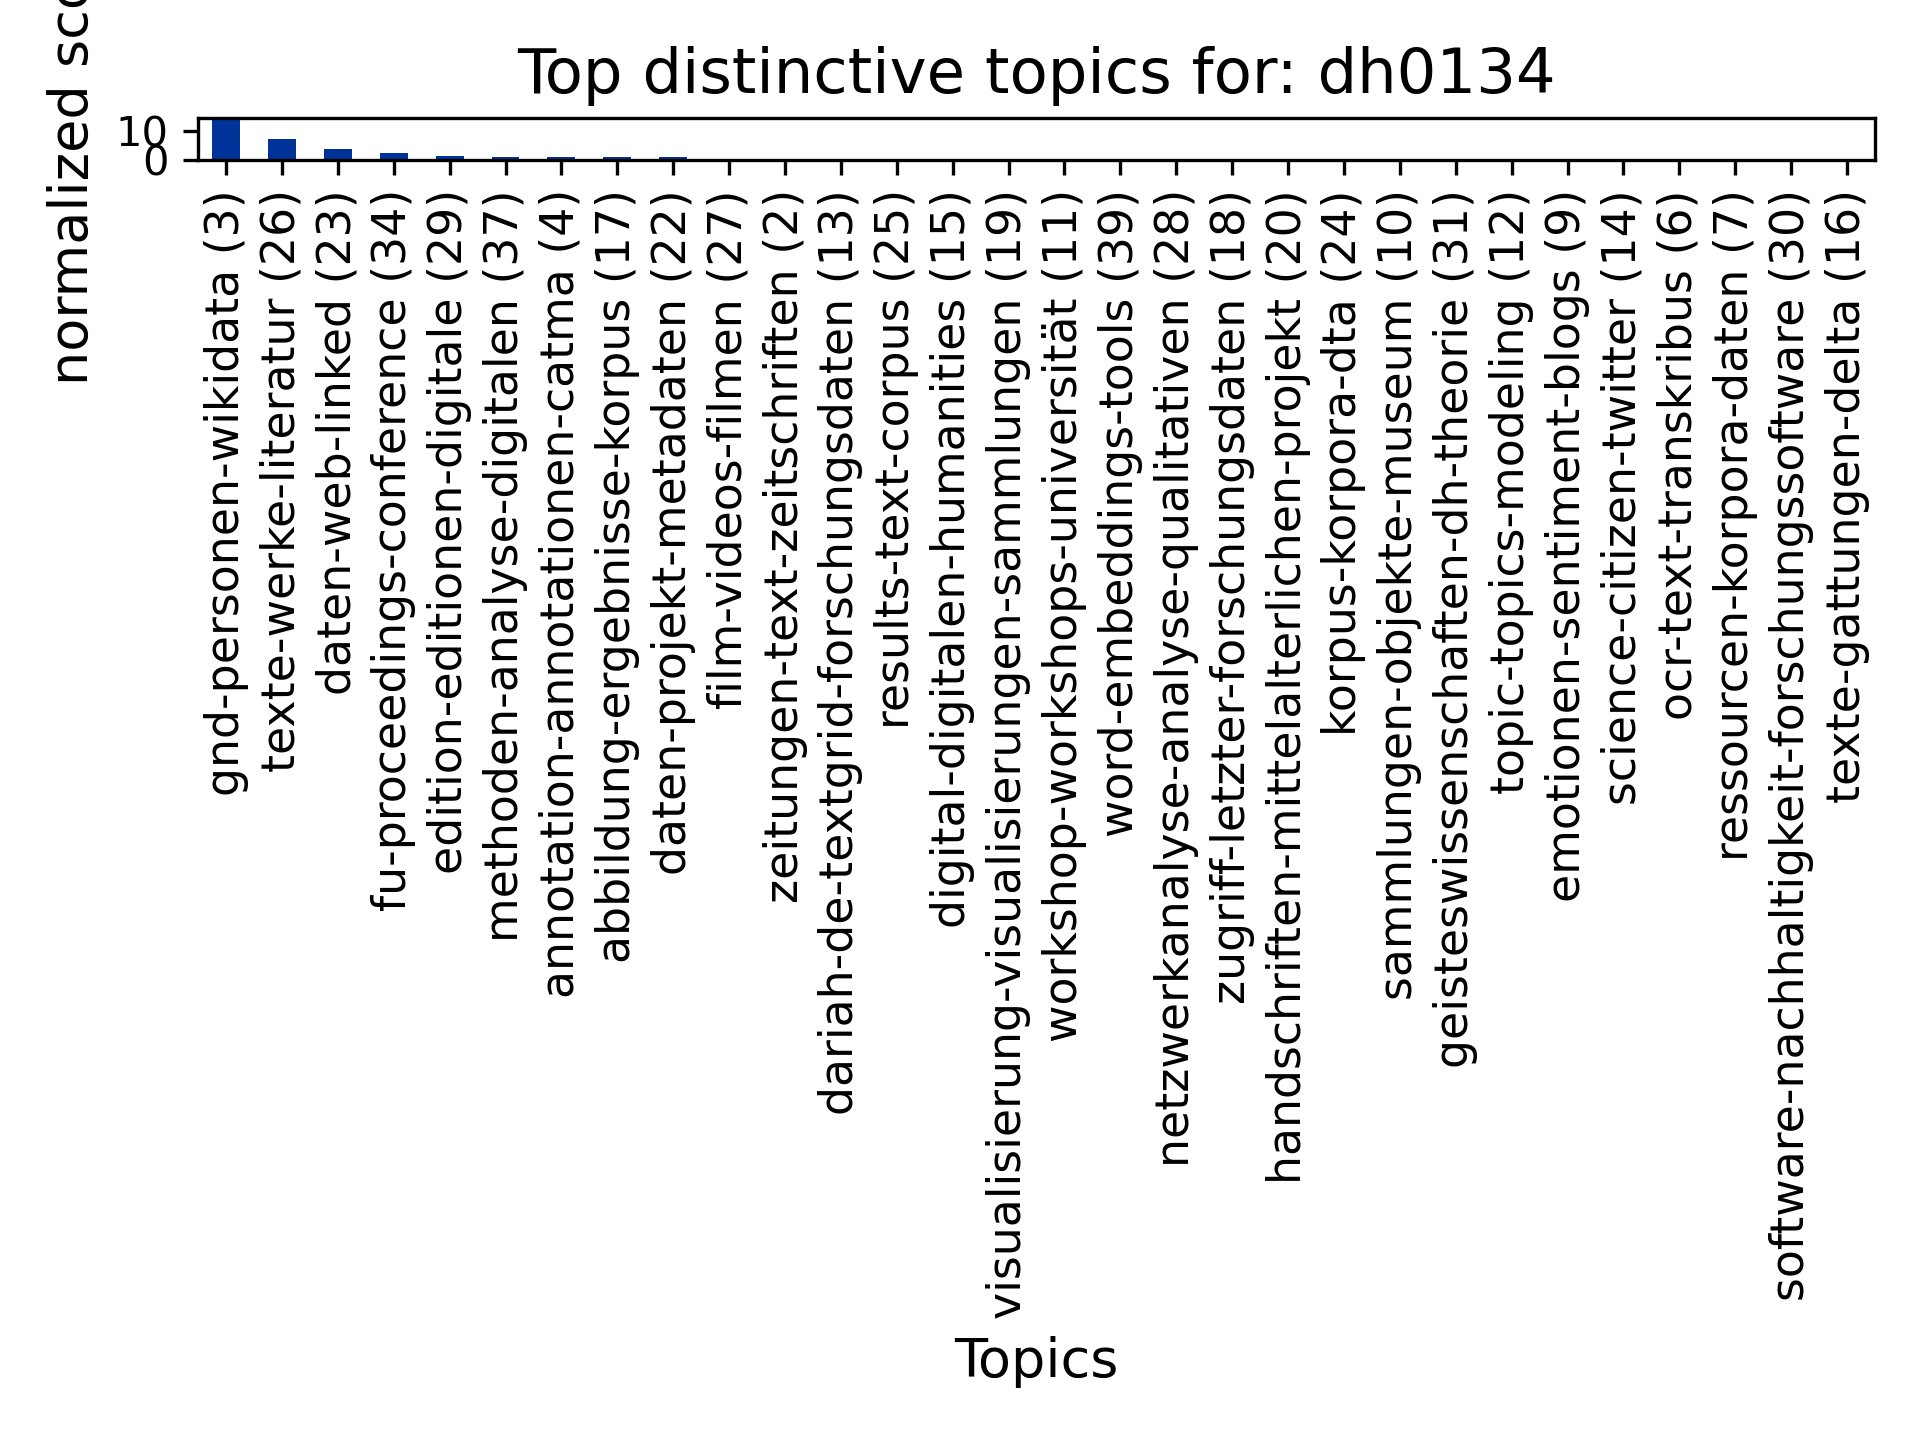 Top distinctive topics for: dh0134
normalized
10
0
gnd-personen-wikidata (3)
texte-werke-literatur (26)
daten-web-linked (23)
fu-proceedings-conference (34)
edition-editionen-digitale (29)
methoden-analyse-digitalen (37)
annotation-annotationen-catma (4)
abbildung-ergebnisse-korpus (17)
daten-projekt-metadaten (22)
film-videos-filmen (27)
zeitungen-text-zeitschriften (2)
dariah-de-textgrid-forschungsdaten (13)
results-text-corpus (25)
digital-digitalen-humanities (15)
visualisierung-visualisierungen-sammlungen (19)
workshop-workshops-universität (11)
word-embeddings-tools (39)
netzwerkanalyse-analyse-qualitativen (28)
zugriff-letzter-forschungsdaten (18)
handschriften-mittelalterlichen-projekt (20)
korpus-korpora-dta (24)
sammlungen-objekte-museum (10)
geisteswissenschaften-dh-theorie (31)
topic-topics-modeling (12)
emotionen-sentiment-blogs (9)
science-citizen-twitter (14)
ocr-text-transkribus (6)
ressourcen-korpora-daten (7)
software-nachhaltigkeit-forschungssoftware (30)
texte-gattungen-delta (16)
Topics